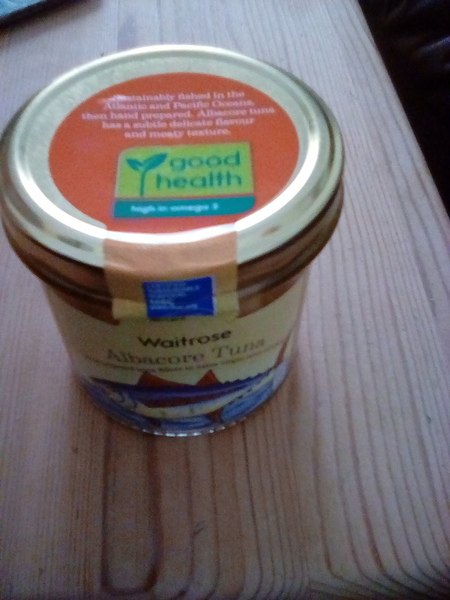 Sustainably fished in the
Atlantic and Pacific Oceans,
then hand prepared. Albacore tuna
has a subtle delicate flavour
and meaty texture.
good
health
high in omega 3
Waitrose
Albacore Tuna